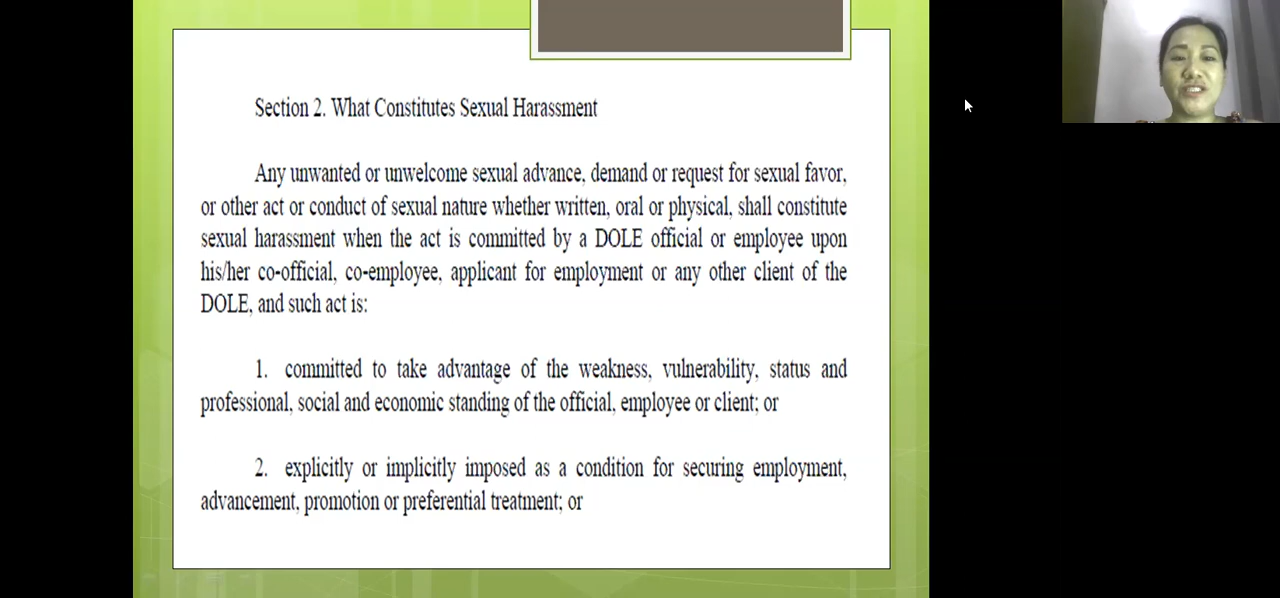 Section 2. What Constitutes Sexual Harassment
Any unwanted or unwelcome sexual advance, demand or request for sexual favor,
or other act or conduct of sexual nature whether written, oral or physical, shall constitute
sexual harassment when the act is committed by a DOLE official or employee upon
his/her co-official, co-employee, applicant for employment or any other client of the
DOLE, and such act is:
1. committed to take advantage of the weakness, vulnerability, status and
professional, social and economic standing of the official, employee or client; or
2. explicitly or implicitly imposed as a condition for securing employment,
advancement, promotion or preferential treatment; or